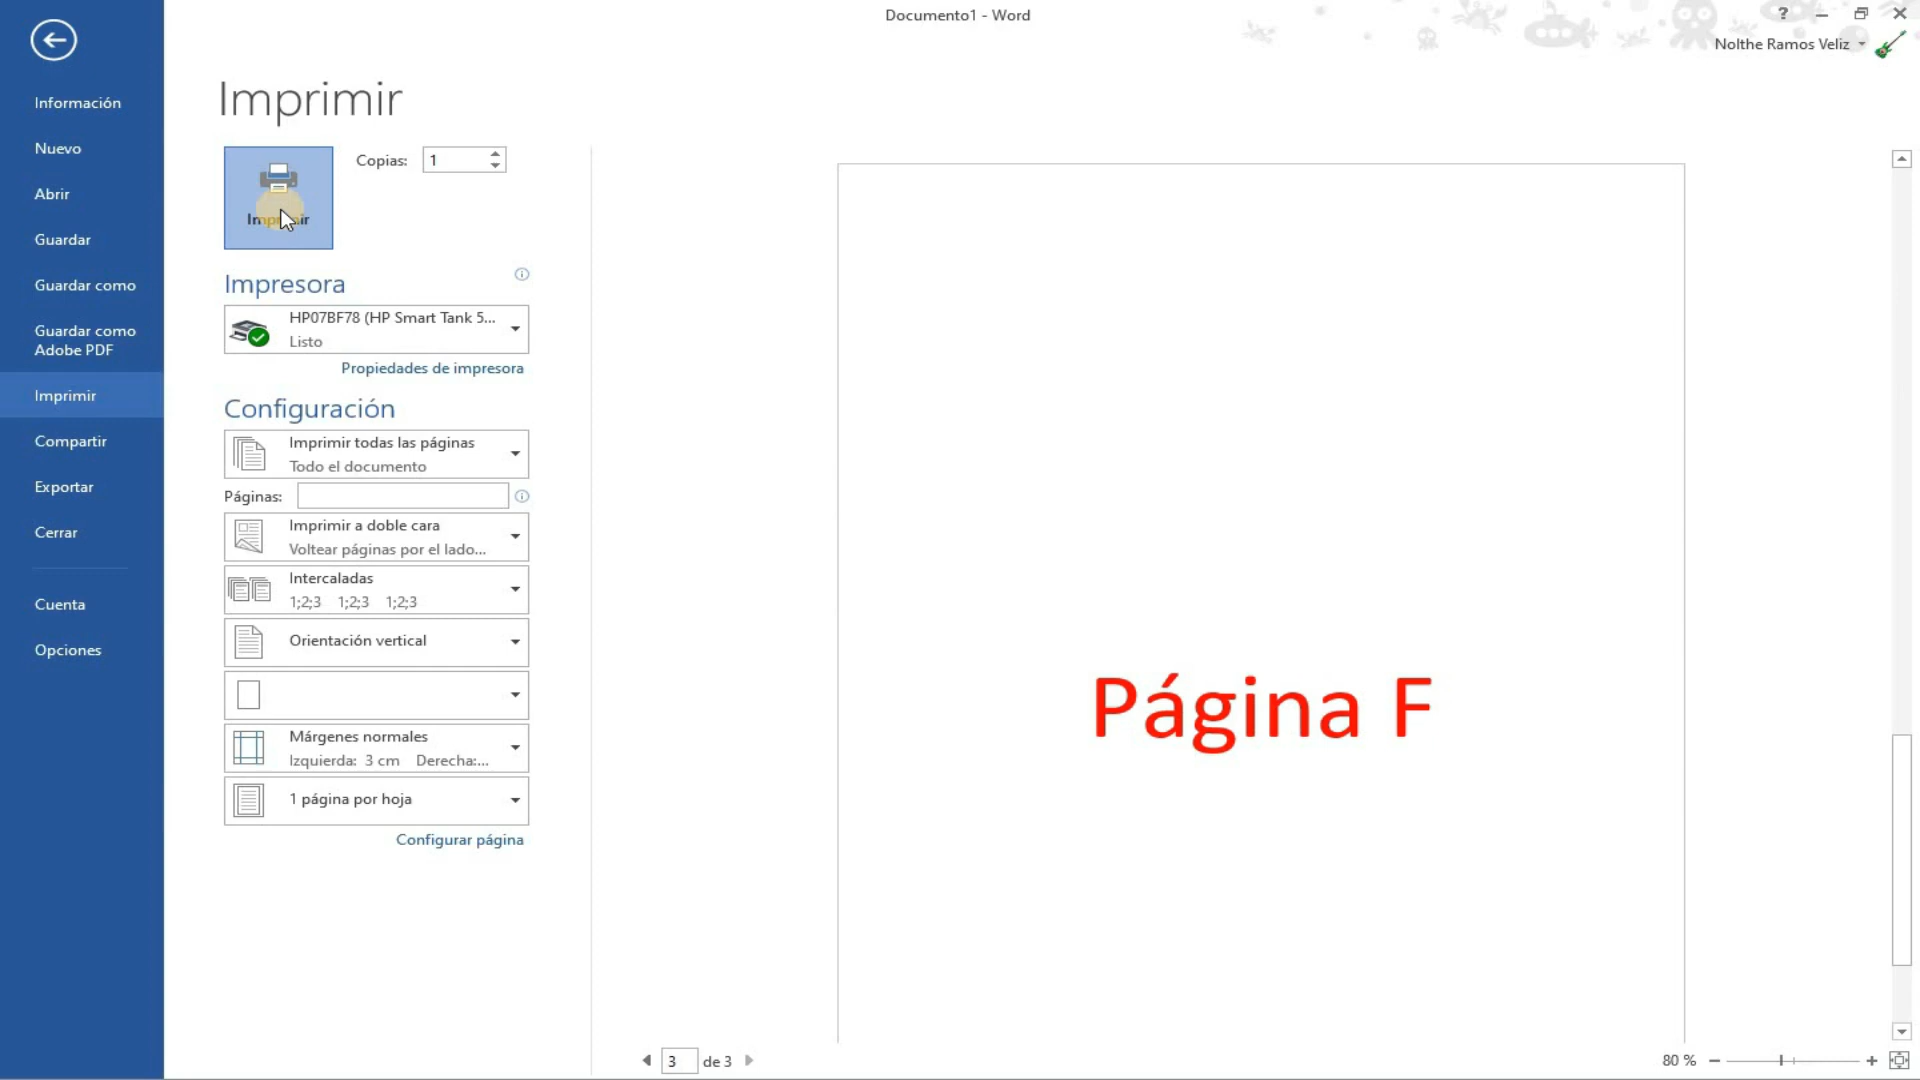 Documento1 - Word
?
Nolthe Ramos Veliz
Información
Nuevo
Abrir
Guardar
Guardar como
Guardar como
Adobe PDF
Imprimir
Compartir
Exportar
Cerrar
Cuenta
Opciones
Imprimir
Imprimir
Copias: 1
Impresora
HP07BF78 (HP Smart Tank 5...
Listo
Propiedades de impresora
Configuración
Imprimir todas las páginas
Todo el documento
Páginas:
Imprimir a doble cara
Voltear páginas por el lado...
Intercaladas
1;2;3 1;2;3 1;2;3
Orientación vertical
Márgenes normales
Izquierda: 3 cm Derecha:...
1 página por hoja
Configurar página
Página F
3 de 3
80 %